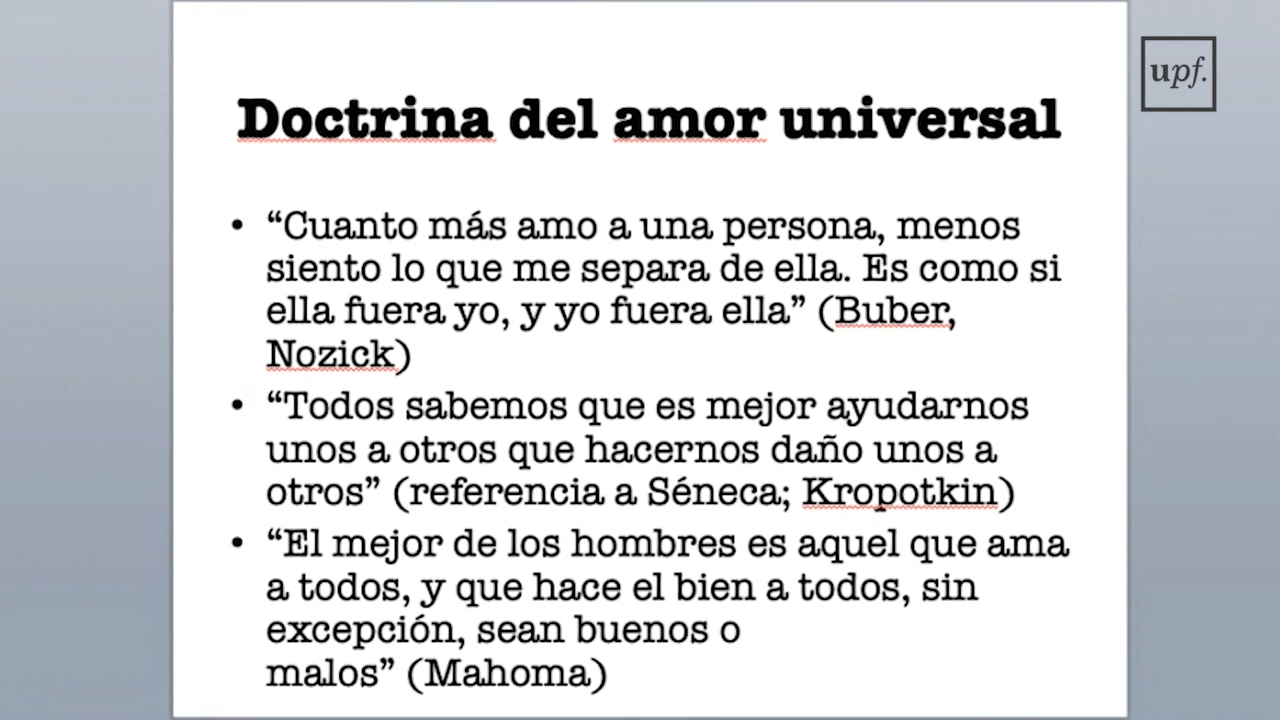 upf.
Doctrina del amor universal
• “Cuanto más amo a una persona, menos
siento lo que me separa de ella. Es como si
ella fuera yo, y yo fuera ella” (Buber,
Nozick)
• “Todos sabemos que es mejor ayudarnos
unos a otros que hacernos daño unos a
otros” (referencia a Séneca; Kropotkin)
• “El mejor de los hombres es aquel que ama
a todos, y que hace el bien a todos, sin
excepción, sean buenos o
malos” (Mahoma)